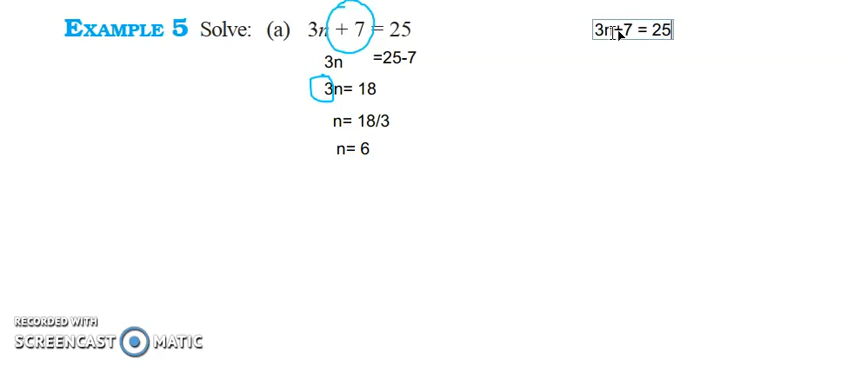 EXAMPLE 5 Solve: (a) 3n + 7 = 25
3n+7 = 25
3n =25-7
3n= 18
n= 18/3
n= 6
RECORDED WITH
SCREENCAST MATIC